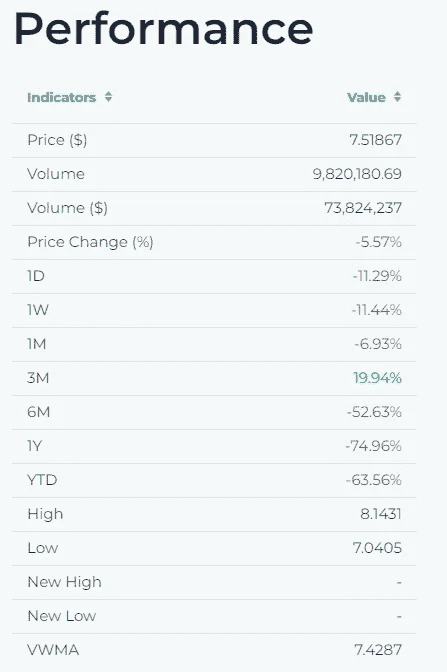 Performance
Indicators Value
Price ($) 7.51867
Volume 9,820,180.69
Volume ($) 73,824,237
Price Change (%) -5.57%
1D -11.29%
1W -11.44%
1M -6.93%
3M 19.94%
6M -52.63%
1Y -74.96%
YTD -63.56%
High 8.1431
Low 7.0405
New High -
New Low -
VWMA 7.4287